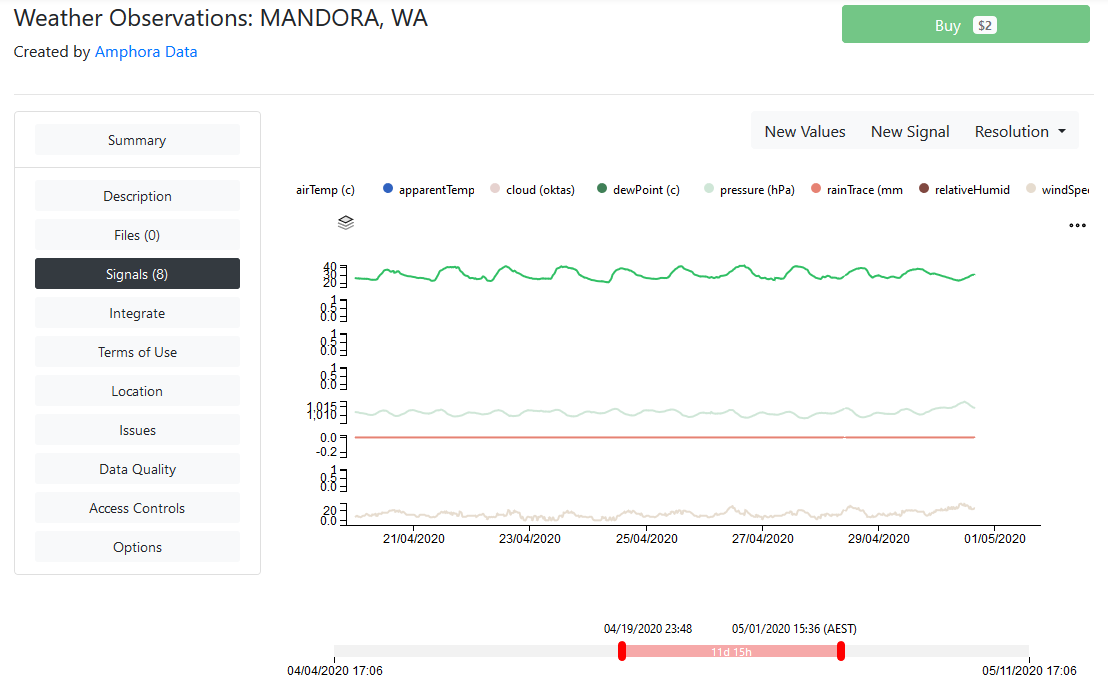 Weather Observations: MANDORA, WA
Buy $2
Created by Amphora Data
Summary
Description
Files (0)
Signals (8)
Integrate
Terms of Use
Location
Issues
Data Quality
Access Controls
Options
New Values New Signal Resolution
airTemp (c) apparentTemp cloud (oktas) dewPoint (c) pressure (hPa) rainTrace (mm relativeHumid windSpee
40
30
20
1
0.5
0.0
1
0.5
0.0
1
0.5
0.0
1,015
1,010
0.0
-0.2
1
0.5
0.0
20
0.0
21/04/2020 23/04/2020 25/04/2020 27/04/2020 29/04/2020 01/05/2020
04/19/2020 23:48 05/01/2020 15:36 (AEST)
11d 15h
04/04/2020 17:06 05/11/2020 17:06